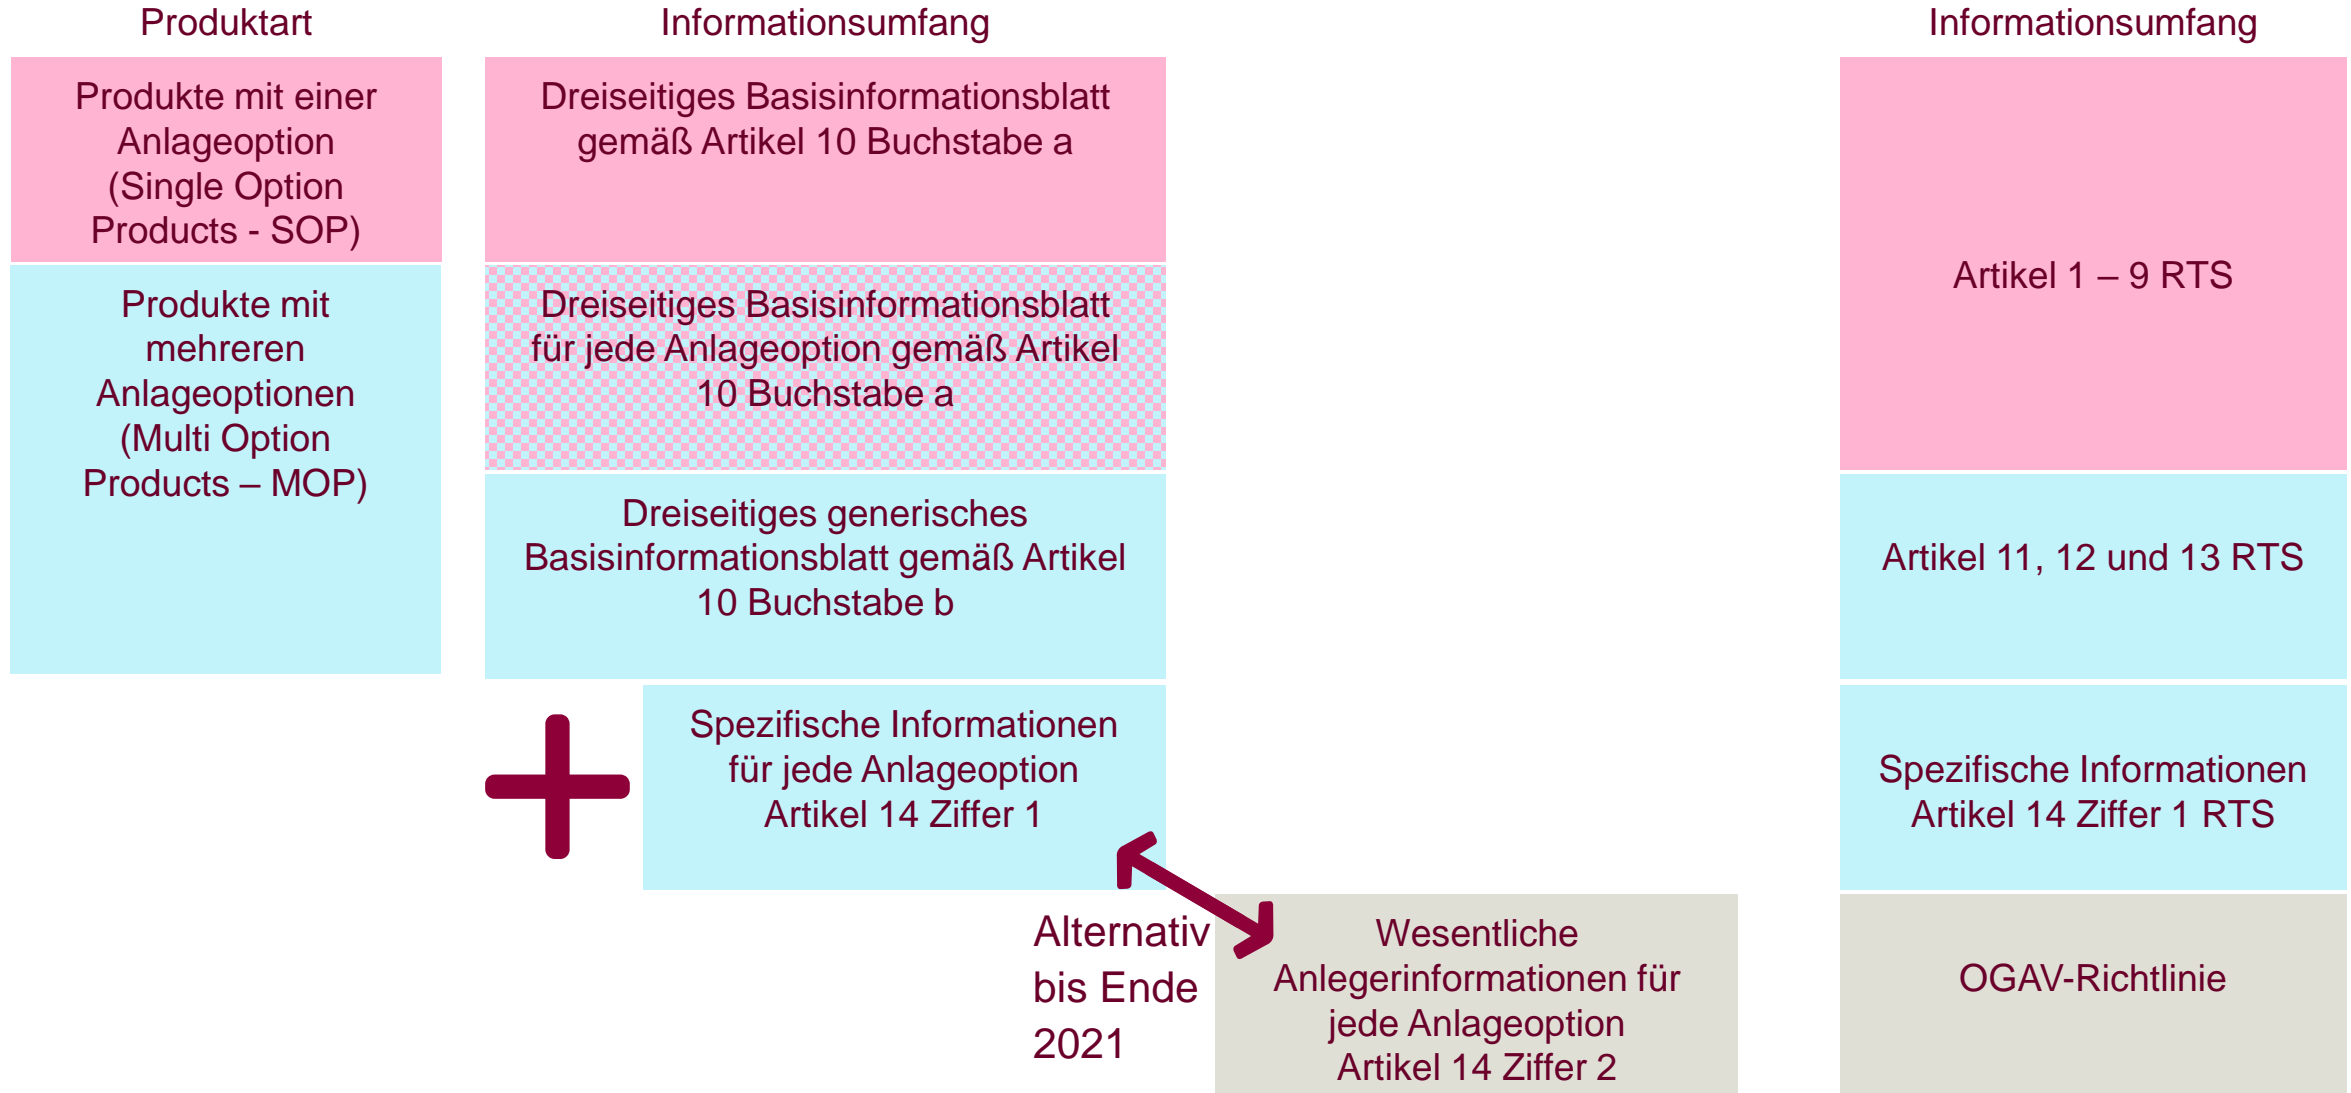 Produktart
Informationsumfang
Informationsumfang
Produkte mit einer
Anlageoption
(Single Option
Products - SOP)
Dreiseitiges Basisinformationsblatt
gemäß Artikel 10 Buchstabe a
Artikel 1 – 9 RTS
Produkte mit
mehreren
Anlageoptionen
(Multi Option
Products – MOP)
Dreiseitiges Basisinformationsblatt
für jede Anlageoption gemäß Artikel
10 Buchstabe a
Dreiseitiges generisches
Basisinformationsblatt gemäß Artikel
10 Buchstabe b
Artikel 11, 12 und 13 RTS
Spezifische Informationen
für jede Anlageoption
Artikel 14 Ziffer 1
Spezifische Informationen
Artikel 14 Ziffer 1 RTS
Alternativ
bis Ende
2021
Wesentliche
Anlegerinformationen für
jede Anlageoption
Artikel 14 Ziffer 2
OGAV-Richtlinie